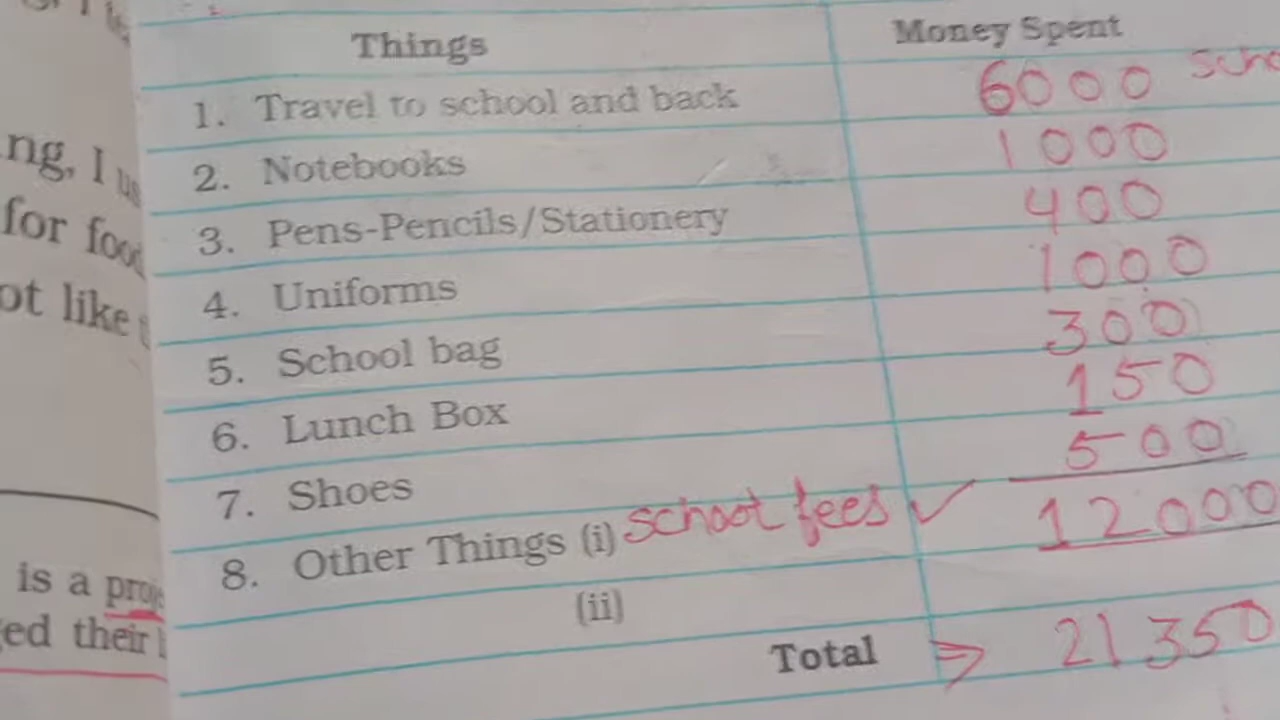 Things Money Spent
1. Travel to school and back 6000
2. Notebooks 1000
3. Pens-Pencils/Stationery 400
4. Uniforms 1000
5. School bag 300
6. Lunch Box 150
7. Shoes 500
8. Other Things (i) school fees ✓ 12000
(ii)
Total ⇒ 21350
ng, I
for food
ot like
is a
ed their